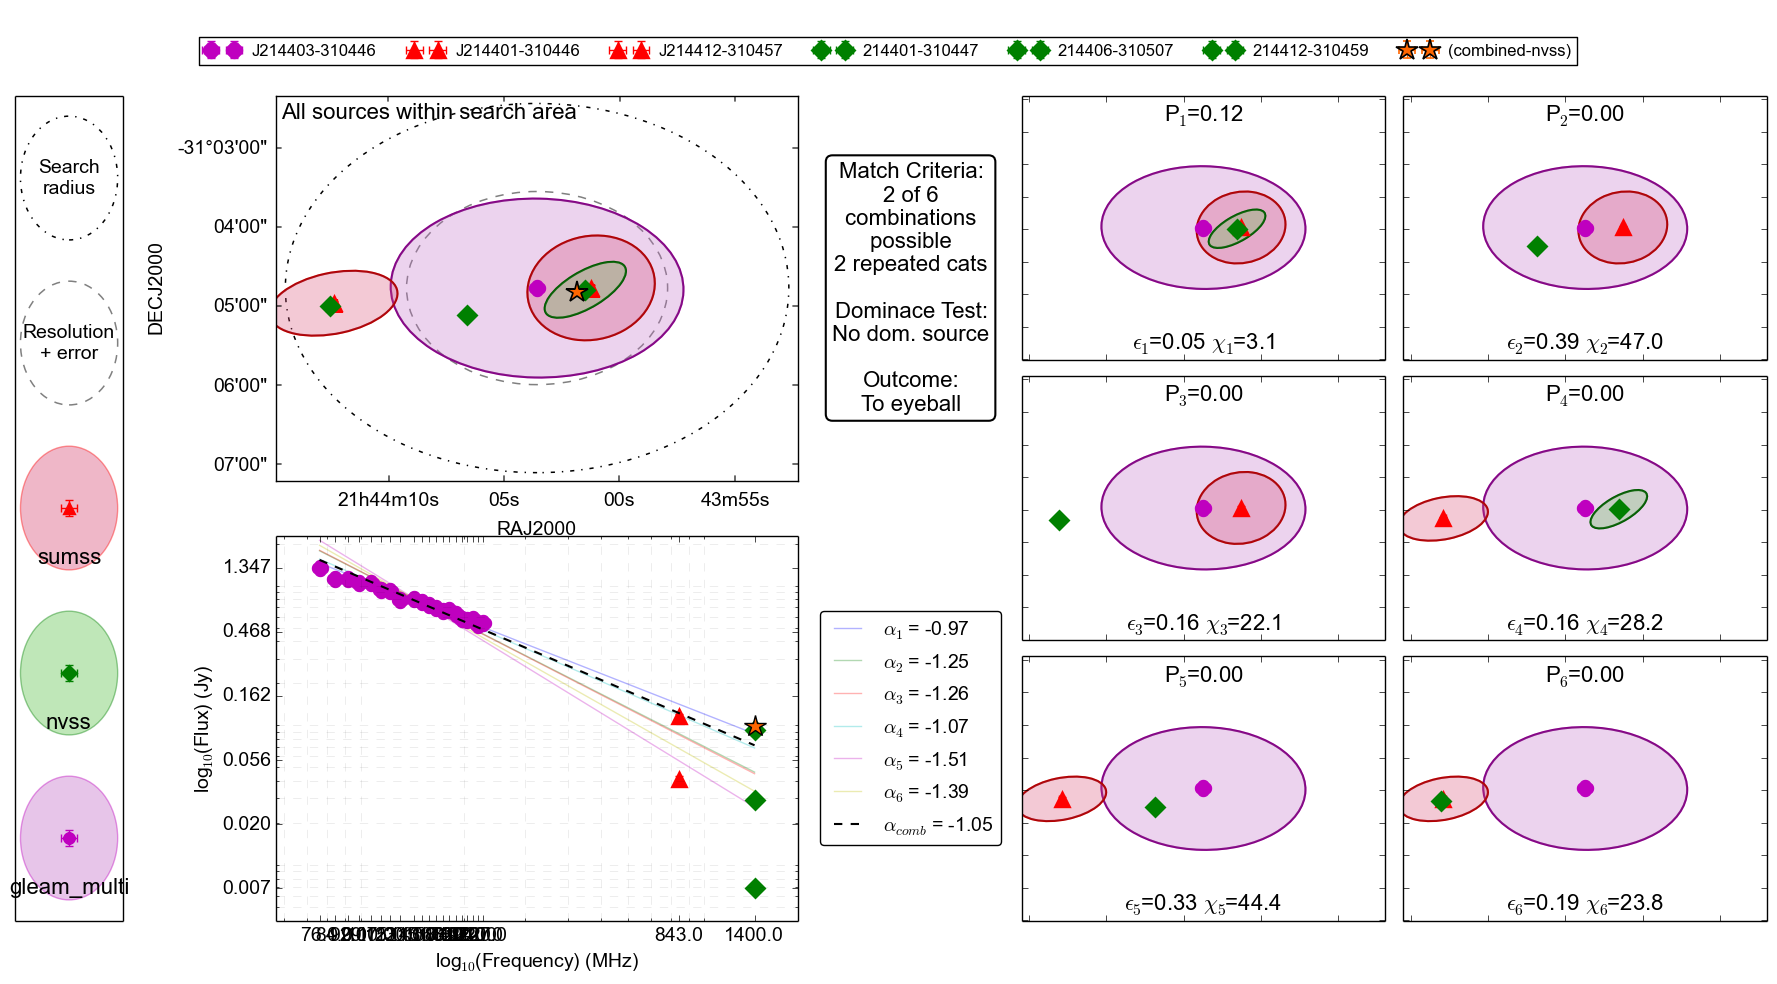 J214403-310446 J214401-310446 J214412-310457 214401-310447 214406-310507 214412-310459 (combined-nvss)
Search
radius
Resolution
+ error
sumss
nvss
gleam_multi
All sources within search area
DECJ2000
-31°03'00"
04'00"
05'00"
06'00"
07'00"
21h44m10s 05s 00s 43m55s
RAJ2000
Match Criteria:
2 of 6
combinations
possible
2 repeated cats
Dominace Test:
No dom. source
Outcome:
To eyeball
P1=0.12
ϵ1=0.05 χ1=3.1
P2=0.00
ϵ2=0.39 χ2=47.0
P3=0.00
ϵ3=0.16 χ3=22.1
P4=0.00
ϵ4=0.16 χ4=28.2
P5=0.00
ϵ5=0.33 χ5=44.4
P6=0.00
ϵ6=0.19 χ6=23.8
log10(Flux) (Jy)
1.347
0.468
0.162
0.056
0.020
0.007
843.0 1400.0
log10(Frequency) (MHz)
α1 = -0.97
α2 = -1.25
α3 = -1.26
α4 = -1.07
α5 = -1.51
α6 = -1.39
αcomb = -1.05